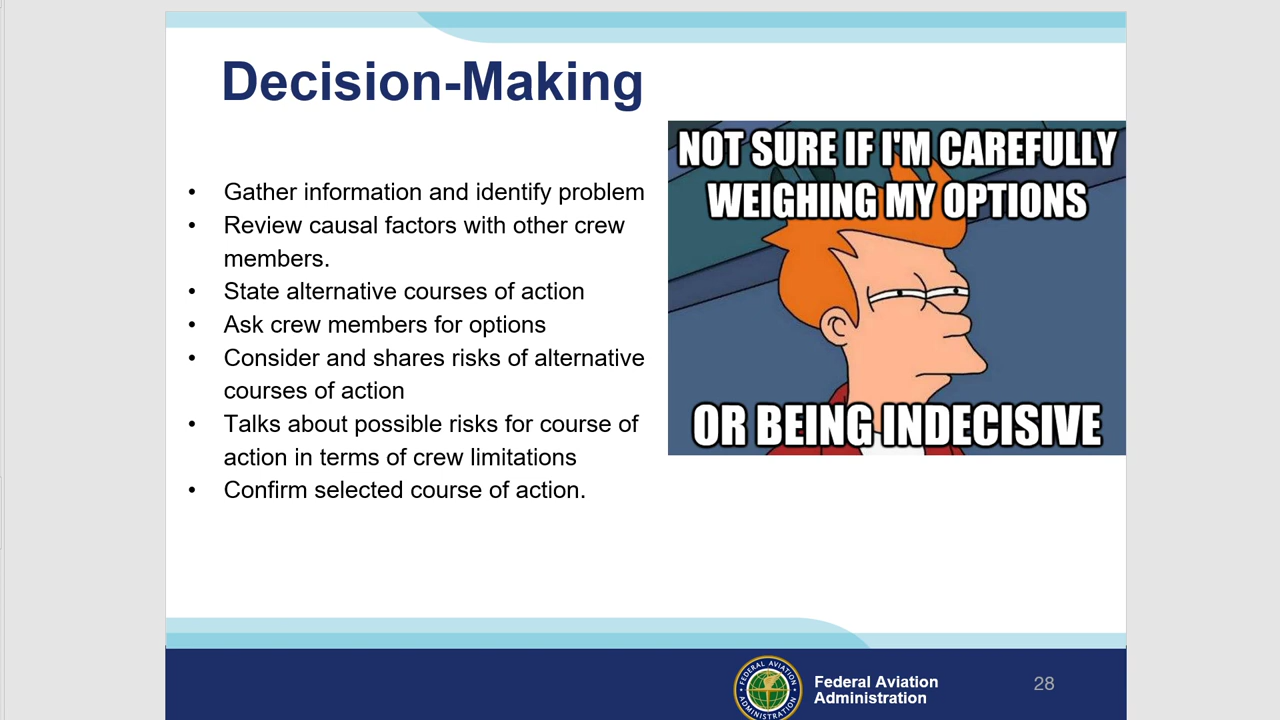 Decision-Making
• Gather information and identify problem
• Review causal factors with other crew
members.
• State alternative courses of action
• Ask crew members for options
• Consider and shares risks of alternative
courses of action
• Talks about possible risks for course of
action in terms of crew limitations
• Confirm selected course of action.
NOT SURE IF I'M CAREFULLY
WEIGHING MY OPTIONS
OR BEING INDECISIVE
FEDERAL AVIATION
ADMINISTRATION
Federal Aviation
Administration
28